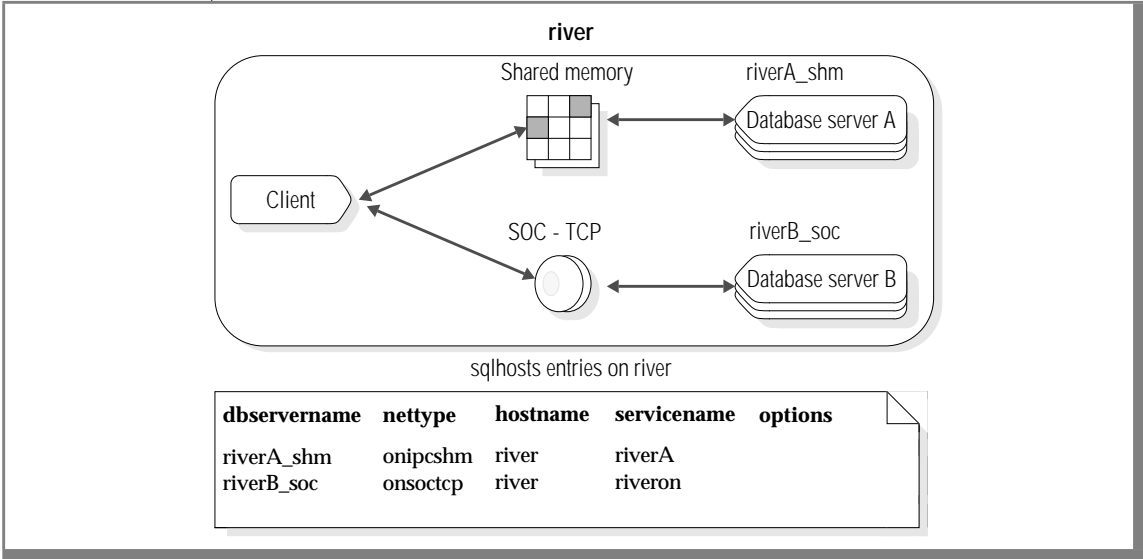 river
Shared memory
riverA_shm
Database server A
Client
SOC - TCP
riverB_soc
Database server B
sqlhosts entries on river
dbservername nettype hostname servicename options
riverA_shm onipcshm river riverA
riverB_soc onsoctcp river riveron